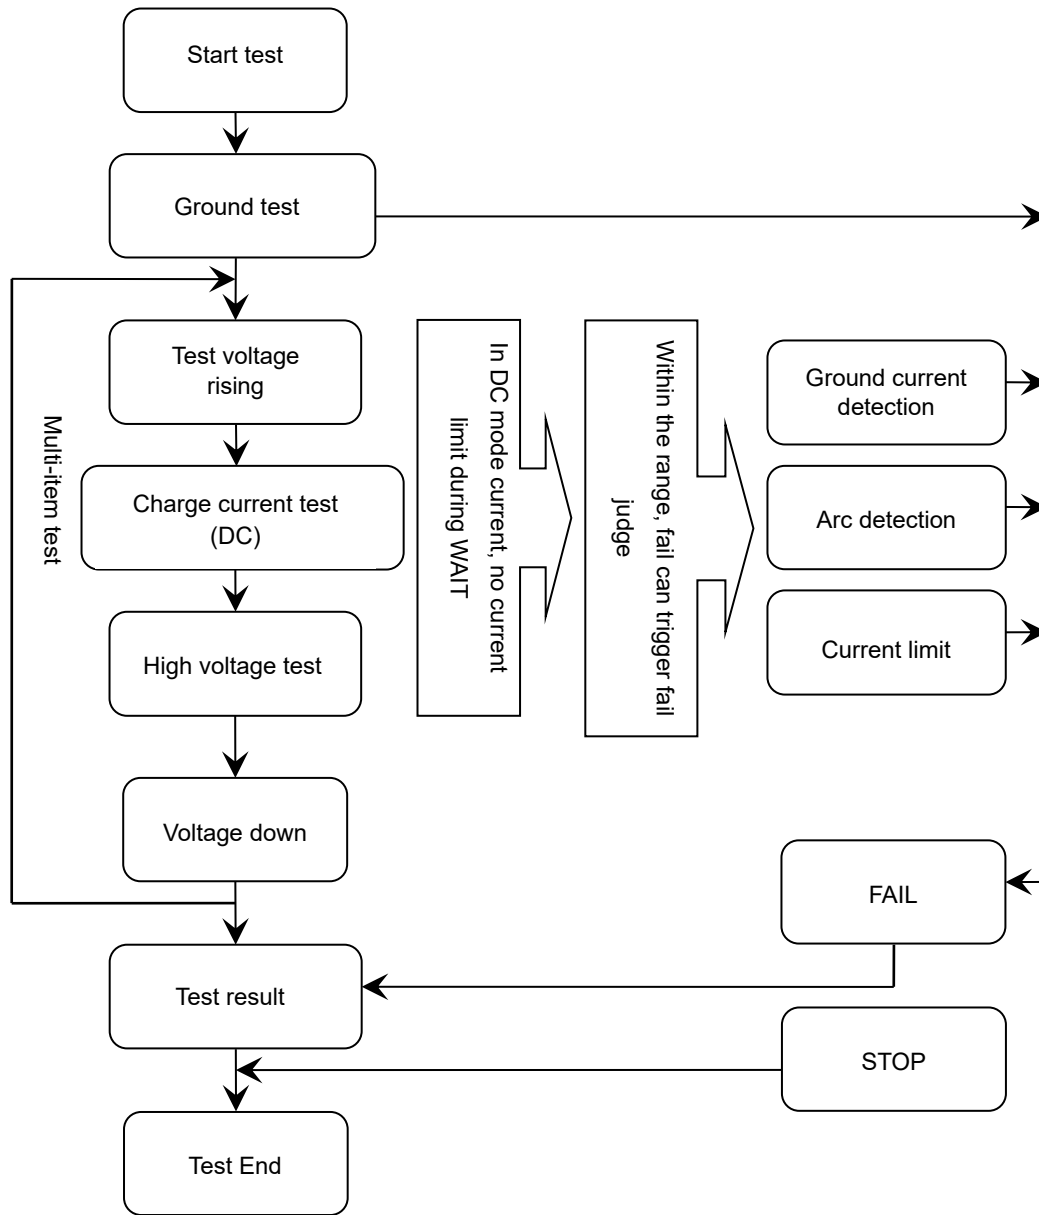 Start test
Ground test
Test voltage
rising
Charge current test
(DC)
High voltage test
Voltage down
Test result
Test End
Multi-item test
In DC mode current, no current
limit during WAIT
Within the range, fail can trigger fail
judge
Ground current
detection
Arc detection
Current limit
FAIL
STOP